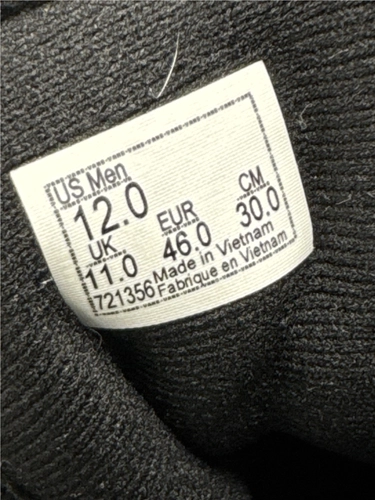 US Men
12.0
UK
11.0
EUR
46.0
CM
30.0
721356
Made in Vietnam
Fabrique en Vietnam